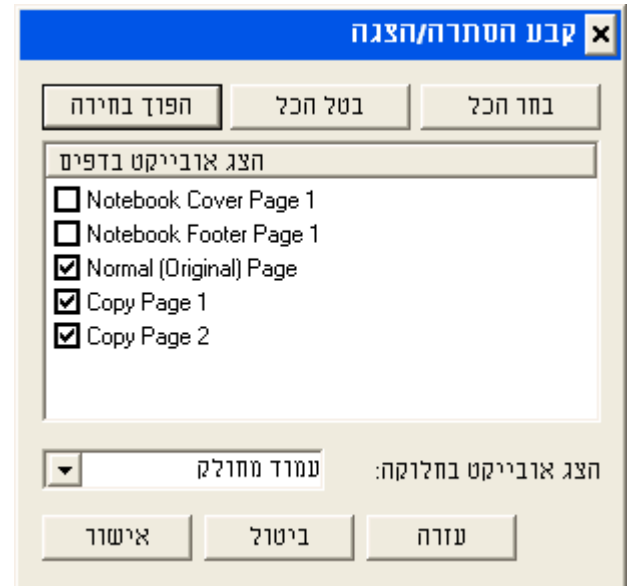 קבע הסתרה/הצגה
בחר הכל
בטל הכל
הפוך בחירה
הצג אובייקט בדפים
Notebook Cover Page 1
Notebook Footer Page 1
Normal (Original) Page
Copy Page 1
Copy Page 2
הצג אובייקט בחלוקה: עמוד מחולק
עזרה
ביטול
אישור